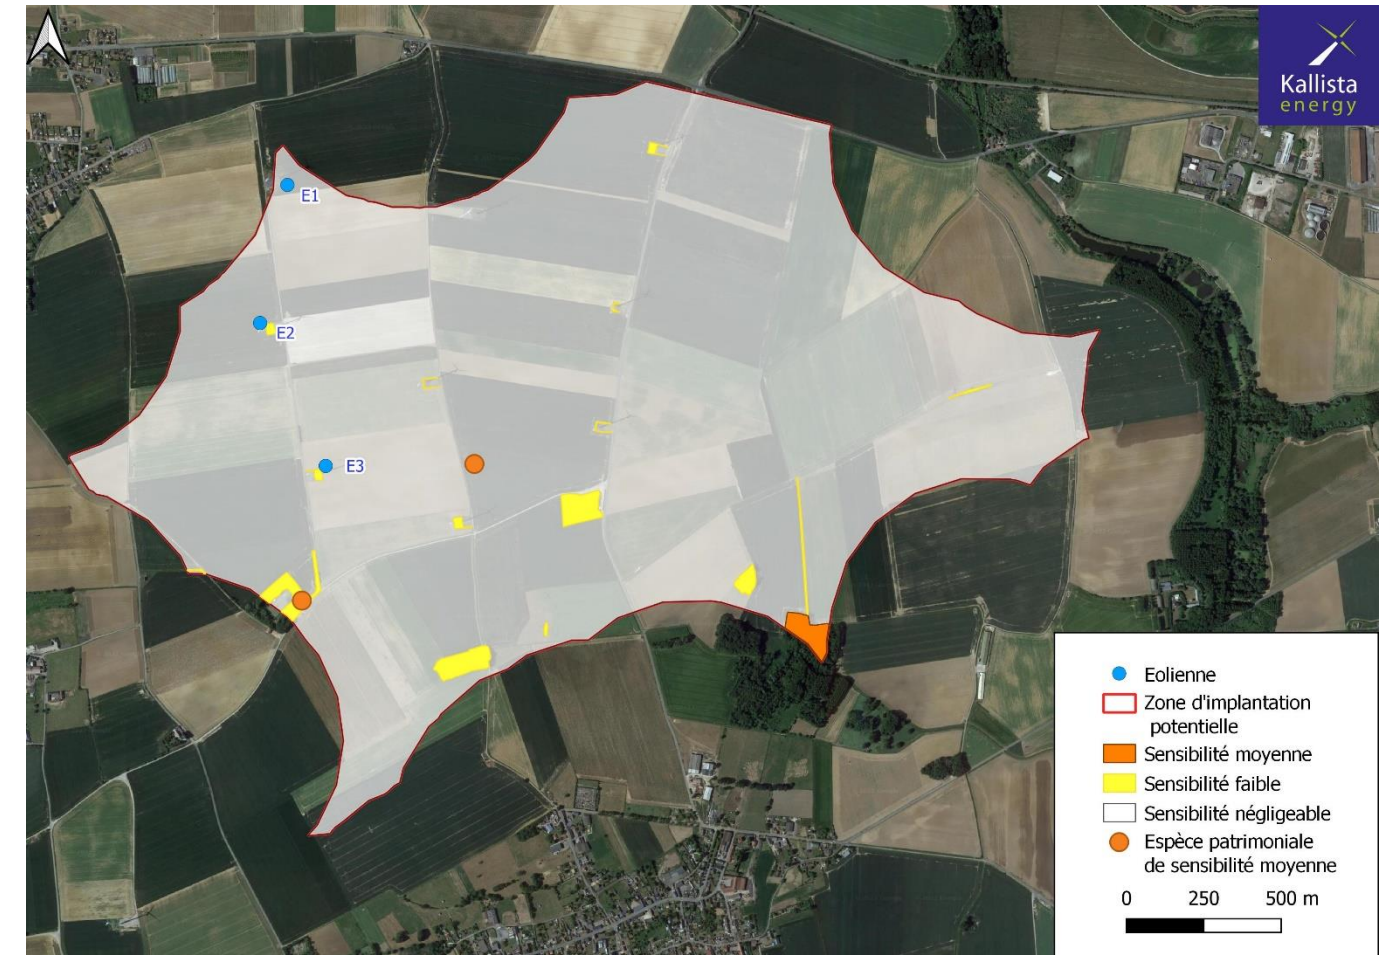 Kallista
energy
E1
E2
E3
Eolienne
Zone d'implantation
potentielle
Sensibilité moyenne
Sensibilité faible
Sensibilité négligeable
Espèce patrimoniale
de sensibilité moyenne
0 250 500 m